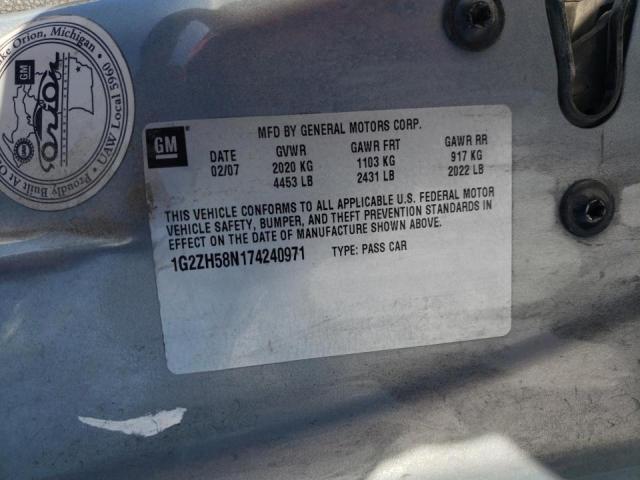 Lake Orion, Michigan
GM
Orion
Proudly Built At Orion
UAW Local 5960
GM
MFD BY GENERAL MOTORS CORP.
DATE GVWR GAWR FRT GAWR RR
02/07 2020 KG 1103 KG 917 KG
4453 LB 2431 LB 2022 LB
THIS VEHICLE CONFORMS TO ALL APPLICABLE U.S. FEDERAL MOTOR
VEHICLE SAFETY, BUMPER, AND THEFT PREVENTION STANDARDS IN
EFFECT ON THE DATE OF MANUFACTURE SHOWN ABOVE.
1G2ZH58N174240971 TYPE: PASS CAR